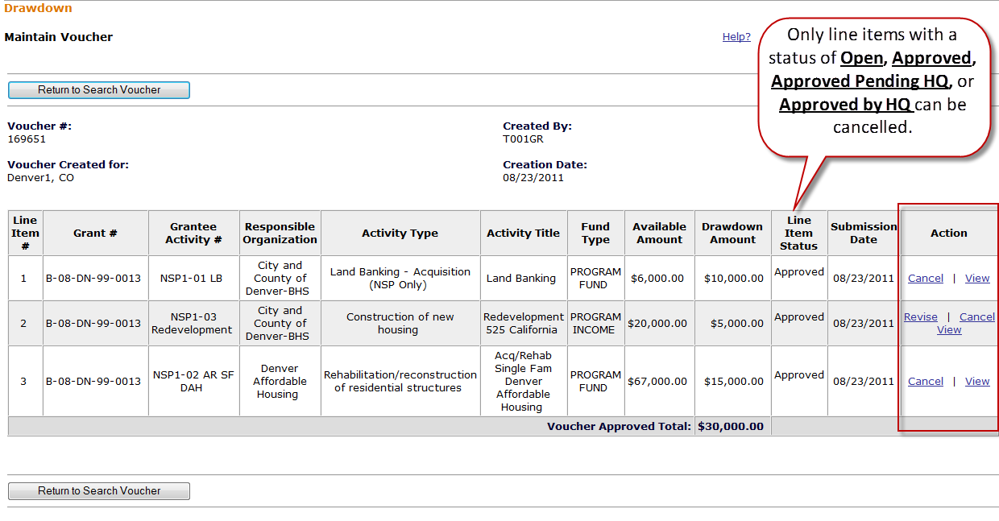 Drawdown
Maintain Voucher
Help?
Only line items with a
status of Open, Approved,
Approved Pending HQ, or
Approved by HQ can be
cancelled.
Return to Search Voucher
Voucher #:
169651
Created By:
T001GR
Voucher Created for:
Denver1, CO
Creation Date:
08/23/2011
Line Item # | Grant # | Grantee Activity # | Responsible Organization | Activity Type | Activity Title | Fund Type | Available Amount | Drawdown Amount | Line Item Status | Submission Date | Action
1 | B-08-DN-99-0013 | NSP1-01 LB | City and County of Denver-BHS | Land Banking - Acquisition (NSP Only) | Land Banking | PROGRAM FUND | $6,000.00 | $10,000.00 | Approved | 08/23/2011 | Cancel | View
2 | B-08-DN-99-0013 | NSP1-03 Redevelopment | City and County of Denver-BHS | Construction of new housing | Redevelopment 525 California | PROGRAM INCOME | $20,000.00 | $5,000.00 | Approved | 08/23/2011 | Revise | Cancel View
3 | B-08-DN-99-0013 | NSP1-02 AR SF DAH | Denver Affordable Housing | Rehabilitation/reconstruction of residential structures | Acq/Rehab Single Fam Denver Affordable Housing | PROGRAM FUND | $67,000.00 | $15,000.00 | Approved | 08/23/2011 | Cancel | View
Voucher Approved Total: $30,000.00
Return to Search Voucher